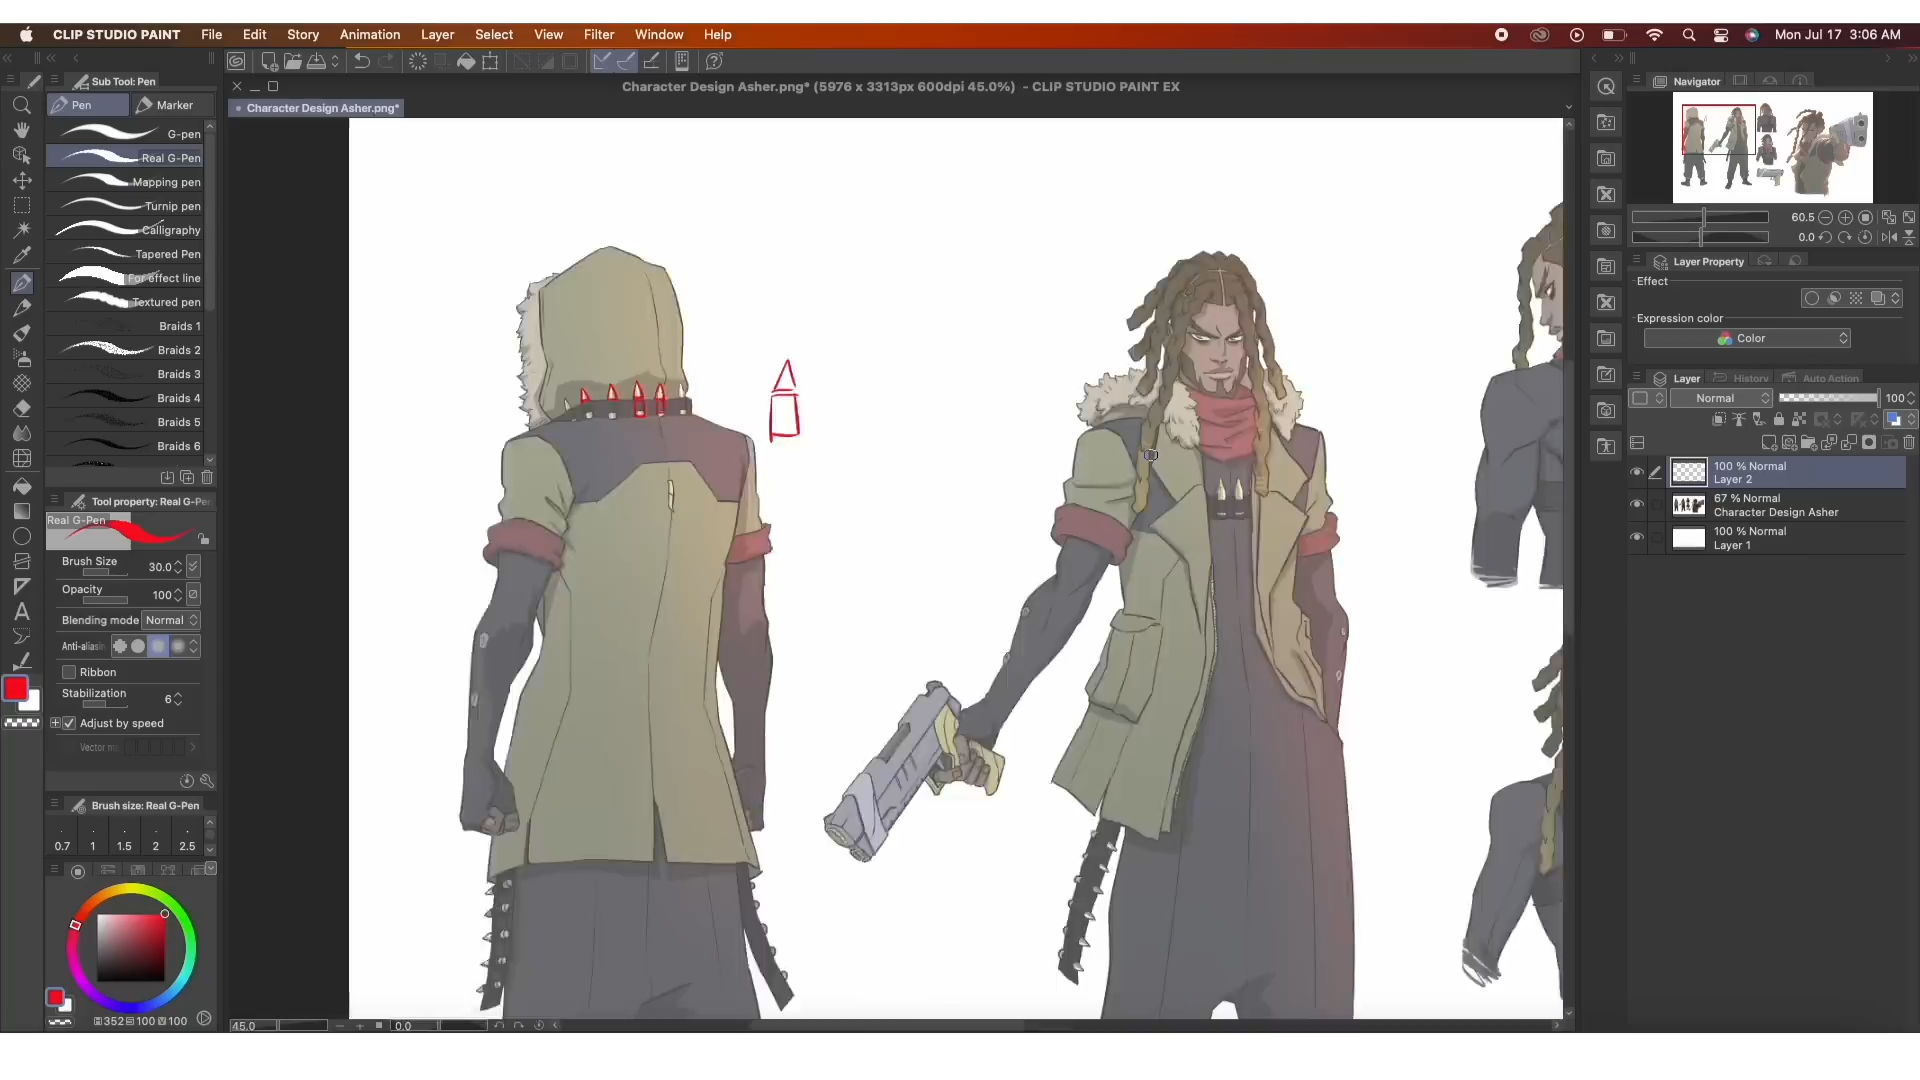 CLIP STUDIO PAINT File Edit Story Animation Layer Select View Filter Window Help Mon Jul 17 3:06 AM
Sub Tool: Pen
Character Design Asher.png* (5976 x 3313px 600dpi 45.0%) - CLIP STUDIO PAINT EX
Navigator
Pen Marker
Character Design Asher.png*
G-pen
Real G-Pen
Mapping pen
Turnip pen
Calligraphy
Tapered Pen
For effect line
Textured pen
Braids 1
Braids 2
Braids 3
Braids 4
Braids 5
Braids 6
60.5
0.0
Layer Property
Effect
Expression color
Color
Layer History Auto Action
Normal 100
100 % Normal
Layer 2
67 % Normal
Character Design Asher
100 % Normal
Layer 1
Tool property: Real G-Pen
Real G-Pen
Brush Size 30.0
Opacity 100
Blending mode Normal
Anti-aliasin
Ribbon
Stabilization
6
Adjust by speed
Vector ma
Brush size: Real G-Pen
0.7 1 1.5 2 2.5
H 352 S 100 V 100
45.0 0.0